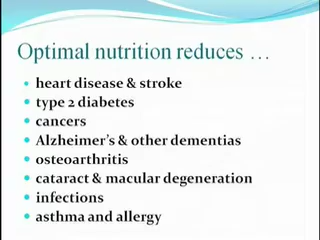 Optimal nutrition reduces …
heart disease & stroke
type 2 diabetes
cancers
Alzheimer's & other dementias
osteoarthritis
cataract & macular degeneration
infections
asthma and allergy